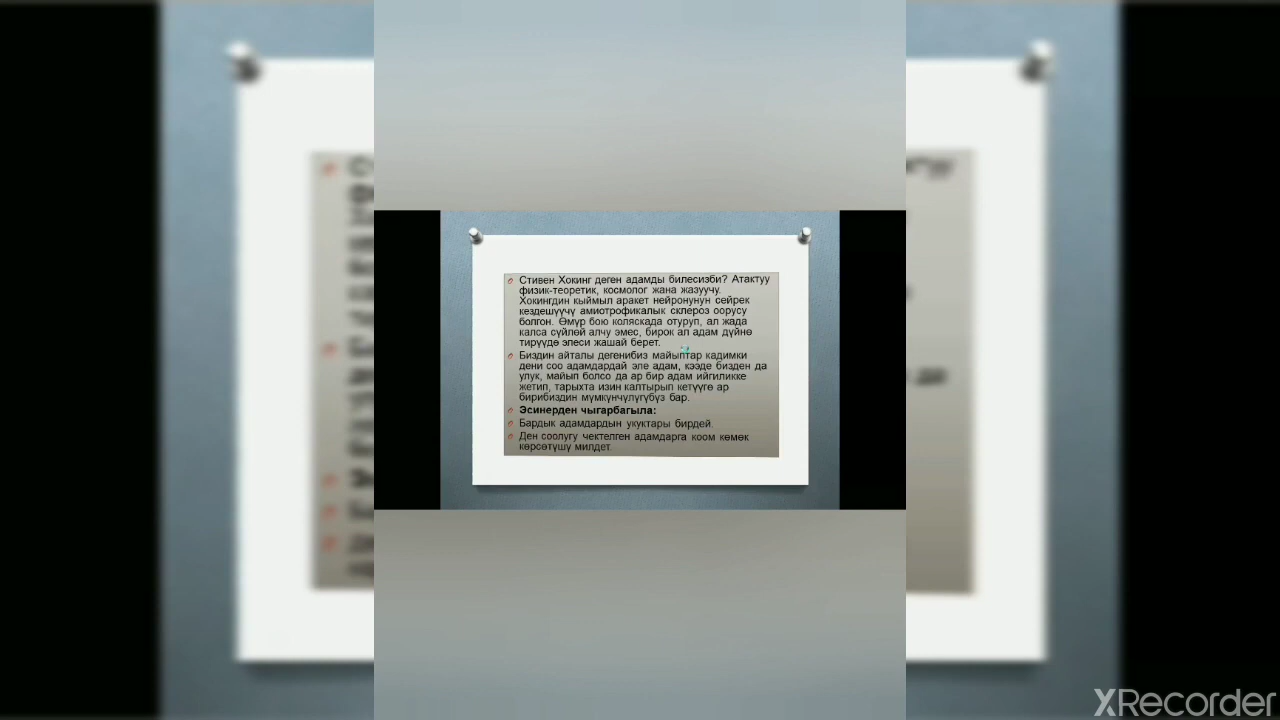 Стивен Хокинг деген адамды билесизби? Атактуу
физик-теоретик, космолог жана жазуучу.
Хокингдин кыймыл аракет нейронунун сейрек
кездешүүчү амиотрофикалык склероз оорусу
болгон. Өмүр бою коляскада отуруп, ал жада
калса сүйлөй алчу эмес, бирок ал адам дүйнө
тирүүдө элеси жашай берет.
Биздин айталы дегенибиз майыптар кадимки
дени соо адамдардай эле адам, кээде бизден да
улук, майып болсо да ар бир адам ийгиликке
жетип, тарыхта изин калтырып кетүүгө ар
бирибиздин мүмкүнчүлүгүбүз бар.
Эсинерден чыгарбагыла:
Бардык адамдардын укуктары бирдей.
Ден соолугу чектелген адамдарга коом көмөк
көрсөтүшү милдет.
XRecorder